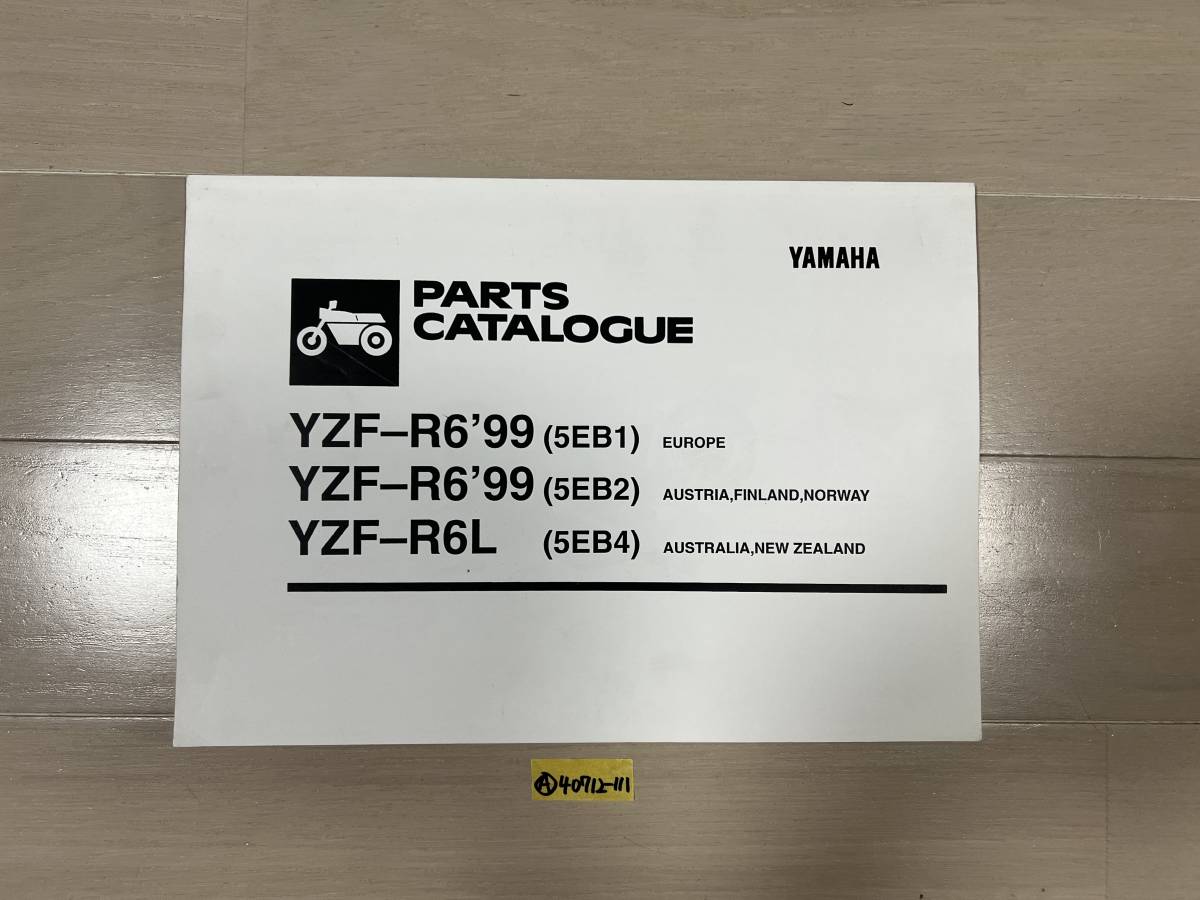 YAMAHA
PARTS
CATALOGUE
YZF–R6'99 (5EB1) EUROPE
YZF–R6'99 (5EB2) AUSTRIA,FINLAND,NORWAY
YZF–R6L (5EB4) AUSTRALIA,NEW ZEALAND
Ⓐ40712-111